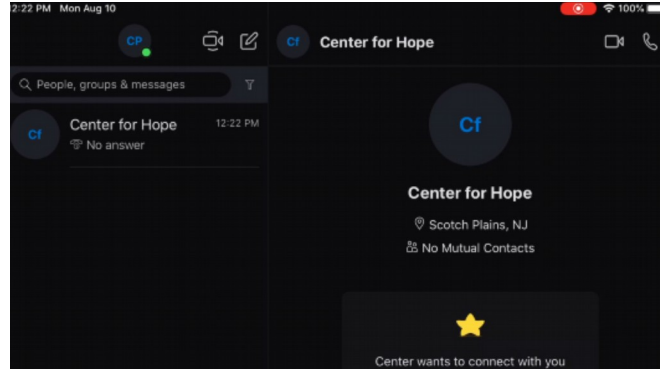 2:22 PM Mon Aug 10
100%
CP
Cf Center for Hope
People, groups & messages
Cf
Center for Hope 12:22 PM
No answer
Cf
Center for Hope
Scotch Plains, NJ
No Mutual Contacts
Center wants to connect with you